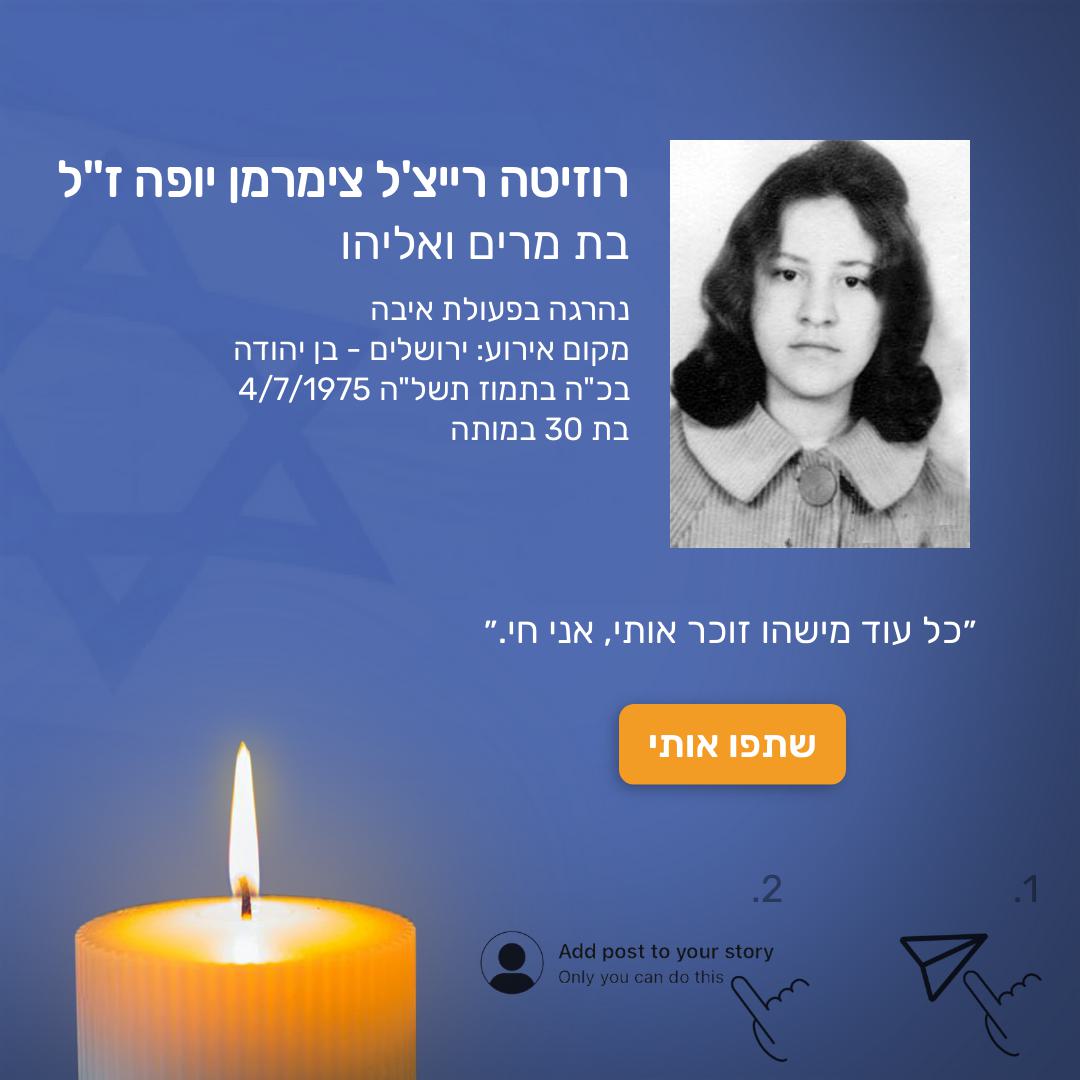 רוזיטה רייצ'ל צימרמן יופה ז"ל
בת מרים ואליהו
נהרגה בפעולת איבה
מקום אירוע: ירושלים - בן יהודה
בכ"ה בתמוז תשל"ה 4/7/1975
בת 30 במותה
״כל עוד מישהו זוכר אותי, אני חי.״
שתפו אותי
1.
2.
Add post to your story
Only you can do this